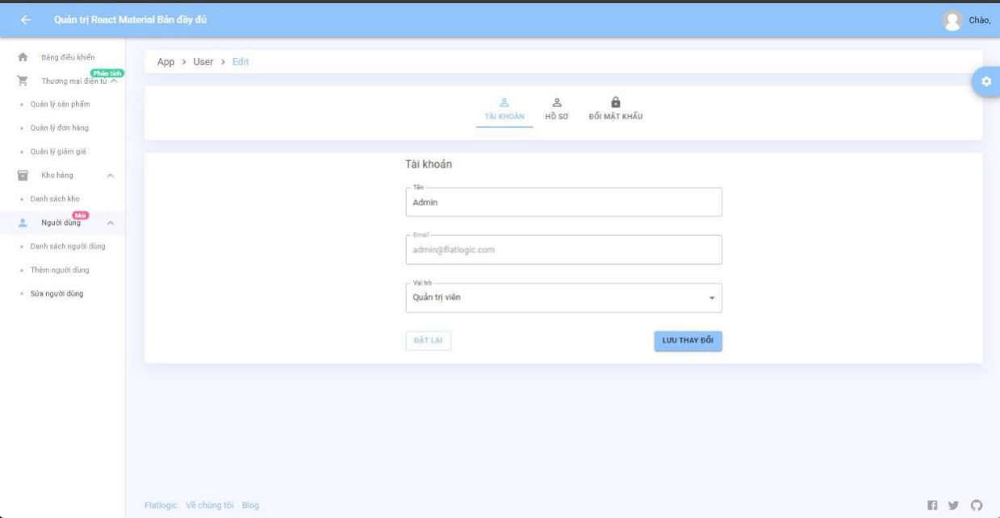 Quản trị React Material Bản đầy đủ
Chào,
Bảng điều khiển
Thương mại điện tử
Phân tích
Quản lý sản phẩm
Quản lý đơn hàng
Quản lý giảm giá
Kho hàng
Danh sách kho
Người dùng
Mới
Danh sách người dùng
Thêm người dùng
Sửa người dùng
App > User > Edit
TÀI KHOẢN HỒ SƠ ĐỔI MẬT KHẨU
Tài khoản
Tên
Admin
Email
admin@flatlogic.com
Vai trò
Quản trị viên
ĐẶT LẠI LƯU THAY ĐỔI
Flatlogic Về chúng tôi Blog